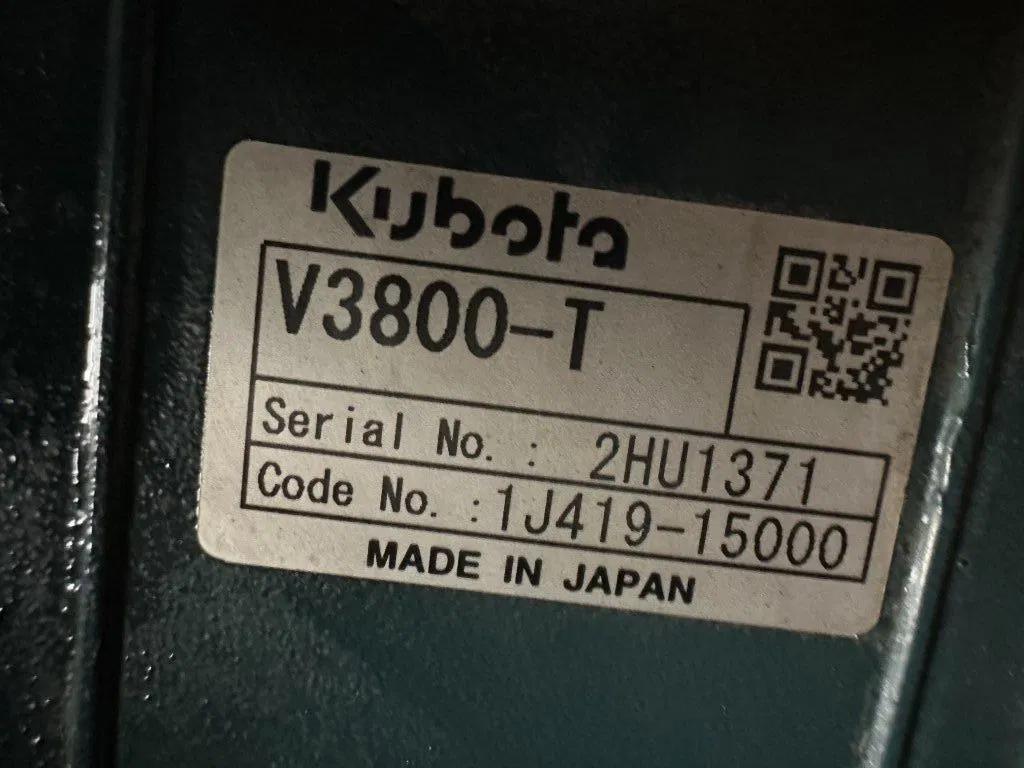 Kubota
V3800-T
Serial No. : 2HU1371
Code No. :1J419-15000
MADE IN JAPAN